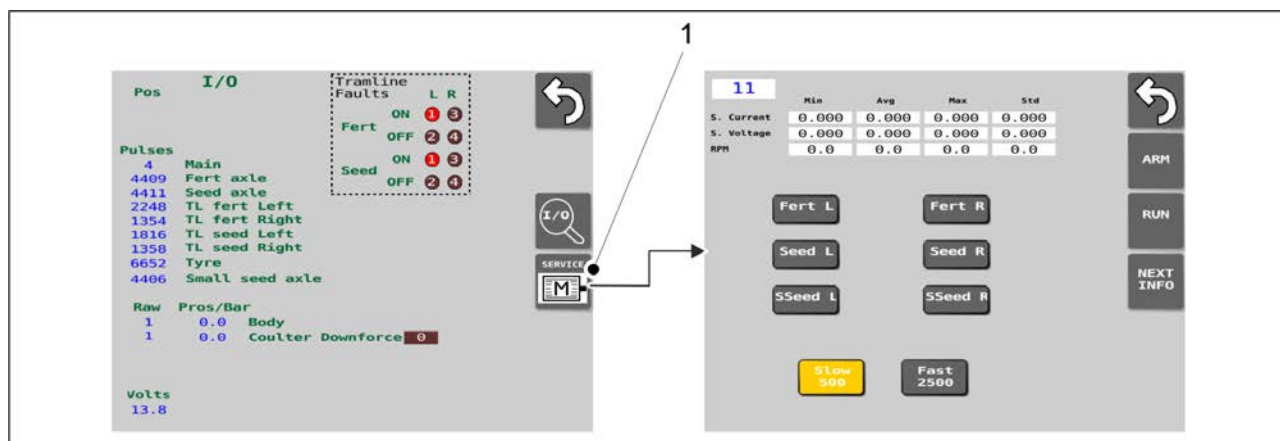 1
I/O
Pos
Tramline
Faults L R
Fert ON 1 3
OFF 2 4
Seed ON 1 3
OFF 2 4
Pulses
4 Main
4409 Fert axle
4411 Seed axle
2248 TL fert Left
1354 TL fert Right
1816 TL seed Left
1358 TL seed Right
6652 Tyre
4406 Small seed axle
Raw Pros/Bar
1 0.0 Body
1 0.0 Coulter Downforce 0
Volts
13.8
I/O
SERVICE
M
11
Min Avg Max Std
S. Current 0.000 0.000 0.000 0.000
S. Voltage 0.000 0.000 0.000 0.000
RPM 0.0 0.0 0.0 0.0
Fert L Fert R
Seed L Seed R
SSeed L SSeed R
Slow
500
Fast
2500
ARM
RUN
NEXT
INFO